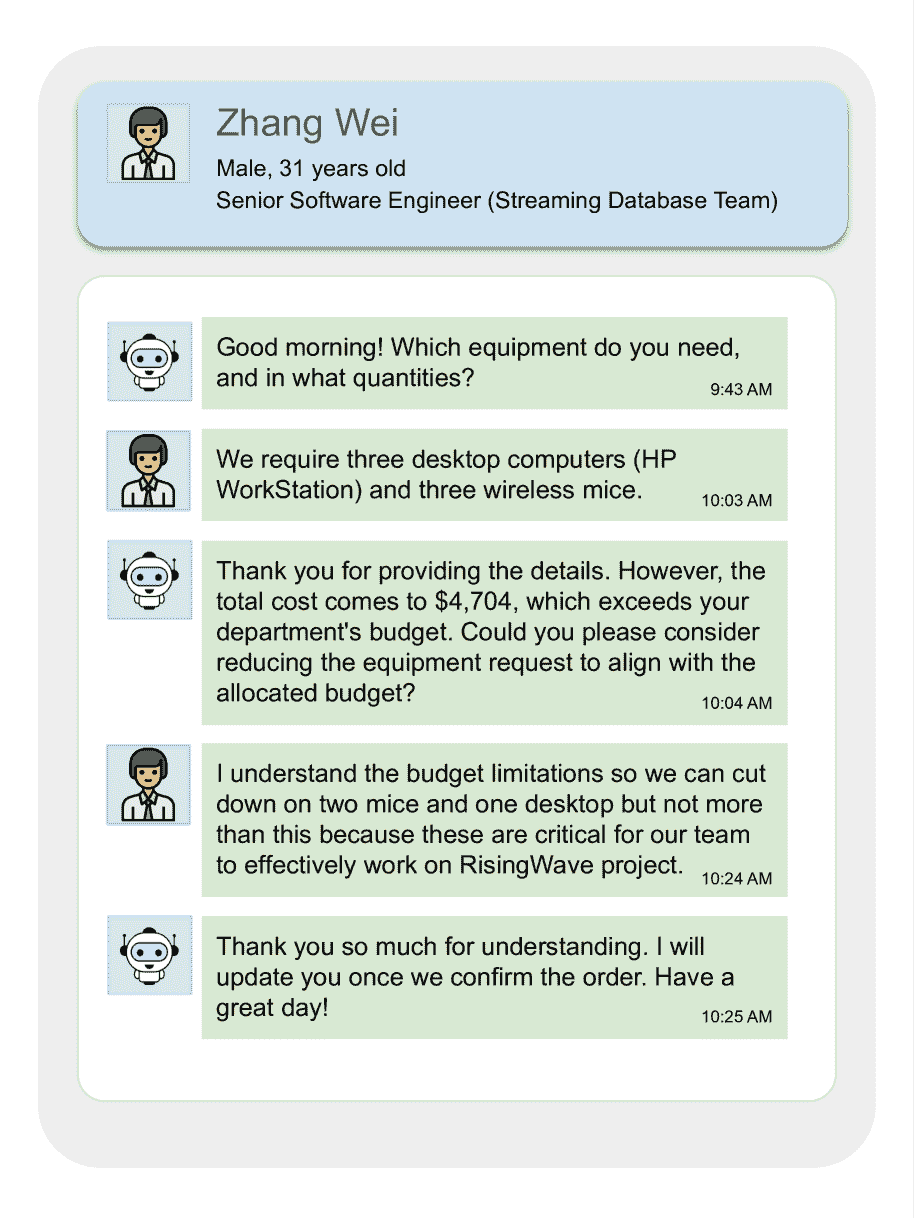 Zhang Wei
Male, 31 years old
Senior Software Engineer (Streaming Database Team)
Good morning! Which equipment do you need,
and in what quantities?
9:43 AM
We require three desktop computers (HP
WorkStation) and three wireless mice.
10:03 AM
Thank you for providing the details. However, the
total cost comes to $4,704, which exceeds your
department's budget. Could you please consider
reducing the equipment request to align with the
allocated budget?
10:04 AM
I understand the budget limitations so we can cut
down on two mice and one desktop but not more
than this because these are critical for our team
to effectively work on RisingWave project.
10:24 AM
Thank you so much for understanding. I will
update you once we confirm the order. Have a
great day!
10:25 AM